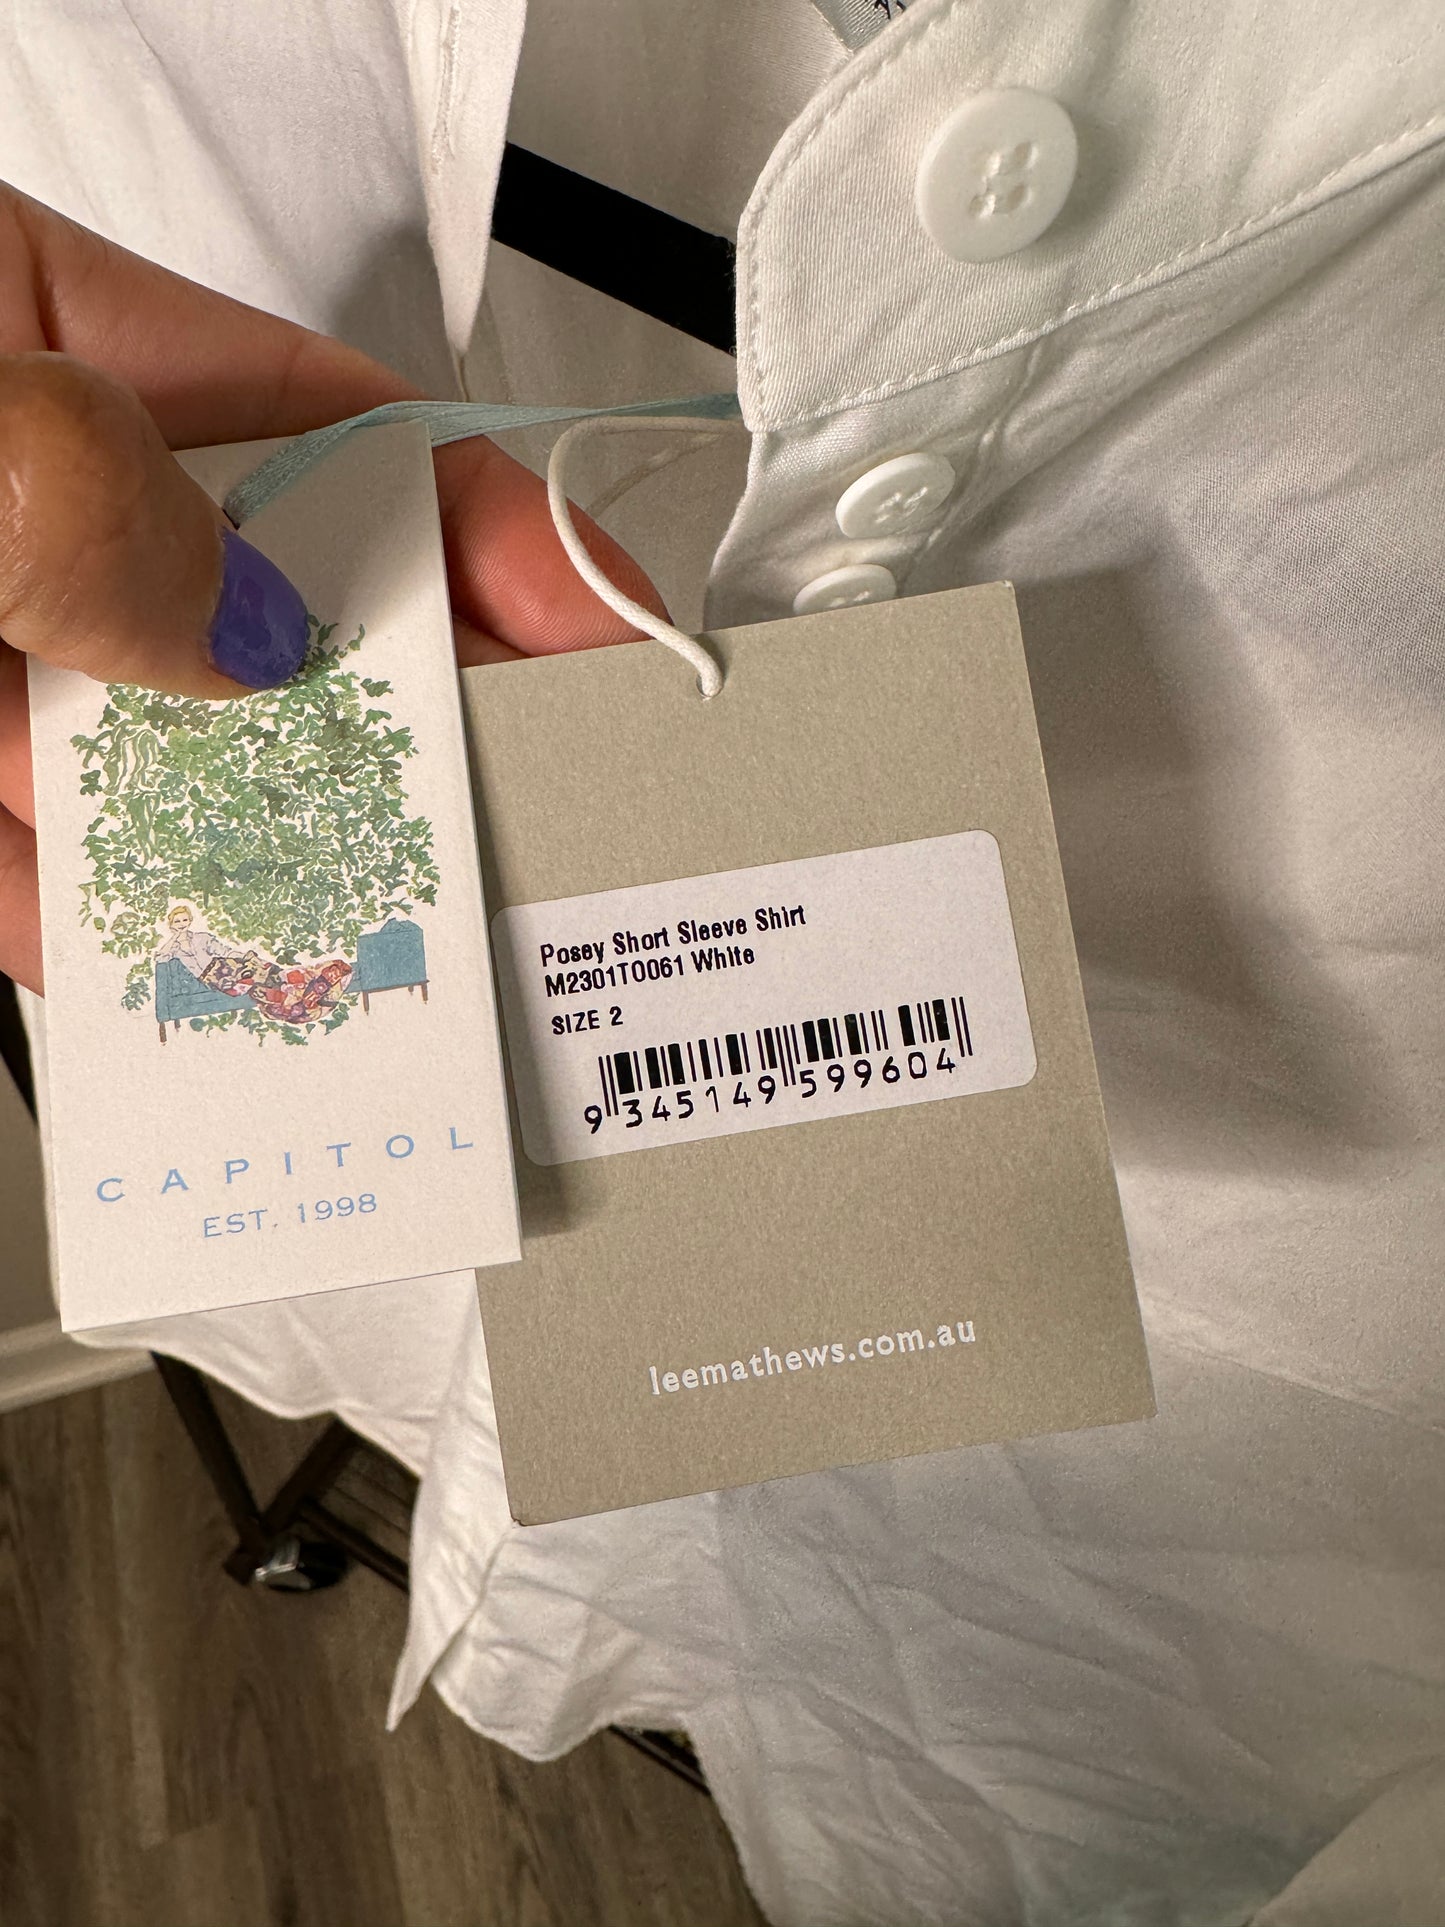 CAPITOL
EST. 1998
Posey Short Sleeve Shirt
M2301T0061 White
SIZE 2
9 345149 599604
leemathews.com.au